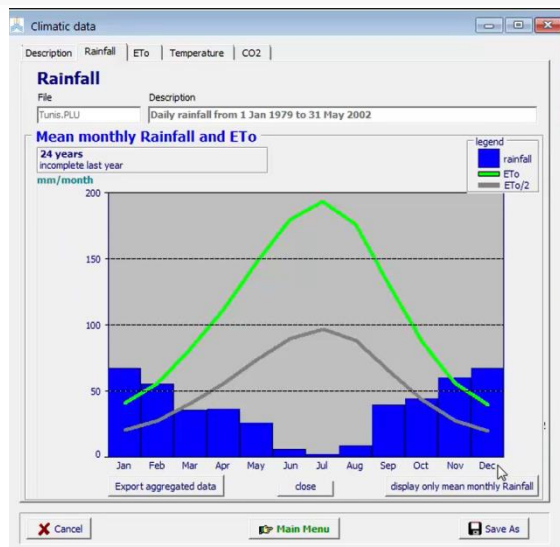 Climatic data
Description Rainfall ETo Temperature CO2
Rainfall
File Description
Tunis.PLU Daily rainfall from 1 Jan 1979 to 31 May 2002
Mean monthly Rainfall and ETo
24 years
incomplete last year
mm/month
legend
rainfall
ETo
ETo/2
200
150
100
50
0
Jan Feb Mar Apr May Jun Jul Aug Sep Oct Nov Dec
Export aggregated data close display only mean monthly Rainfall
Cancel Main Menu Save As